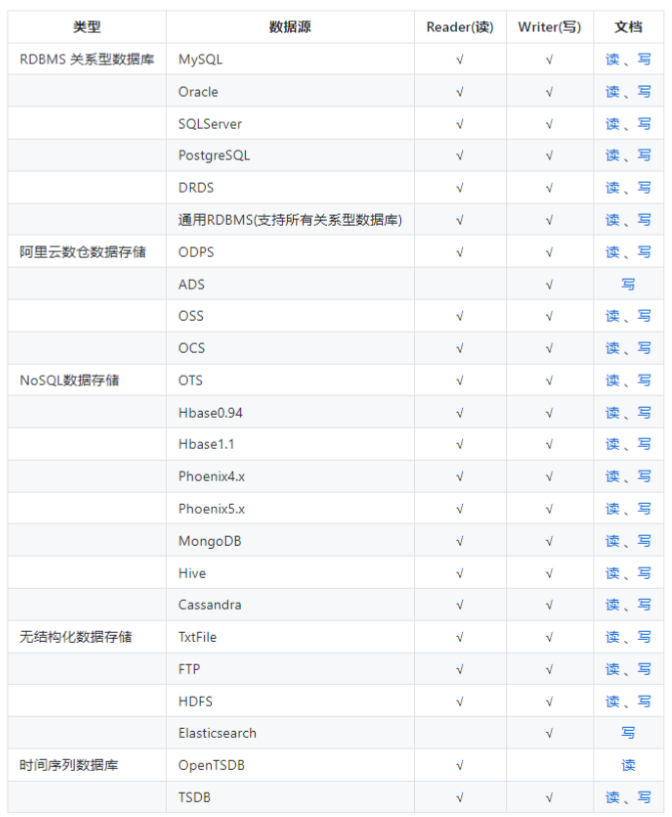 类型 数据源 Reader(读) Writer(写) 文档
RDBMS 关系型数据库 MySQL √ √ 读 、写
Oracle √ √ 读 、写
SQLServer √ √ 读 、写
PostgreSQL √ √ 读 、写
DRDS √ √ 读 、写
通用RDBMS(支持所有关系型数据库) √ √ 读 、写
阿里云数仓数据存储 ODPS √ √ 读 、写
ADS √ 写
OSS √ √ 读 、写
OCS √ √ 读 、写
NoSQL数据存储 OTS √ √ 读 、写
Hbase0.94 √ √ 读 、写
Hbase1.1 √ √ 读 、写
Phoenix4.x √ √ 读 、写
Phoenix5.x √ √ 读 、写
MongoDB √ √ 读 、写
Hive √ √ 读 、写
Cassandra √ √ 读 、写
无结构化数据存储 TxtFile √ √ 读 、写
FTP √ √ 读 、写
HDFS √ √ 读 、写
Elasticsearch √ 写
时间序列数据库 OpenTSDB √ 读
TSDB √ √ 读 、写